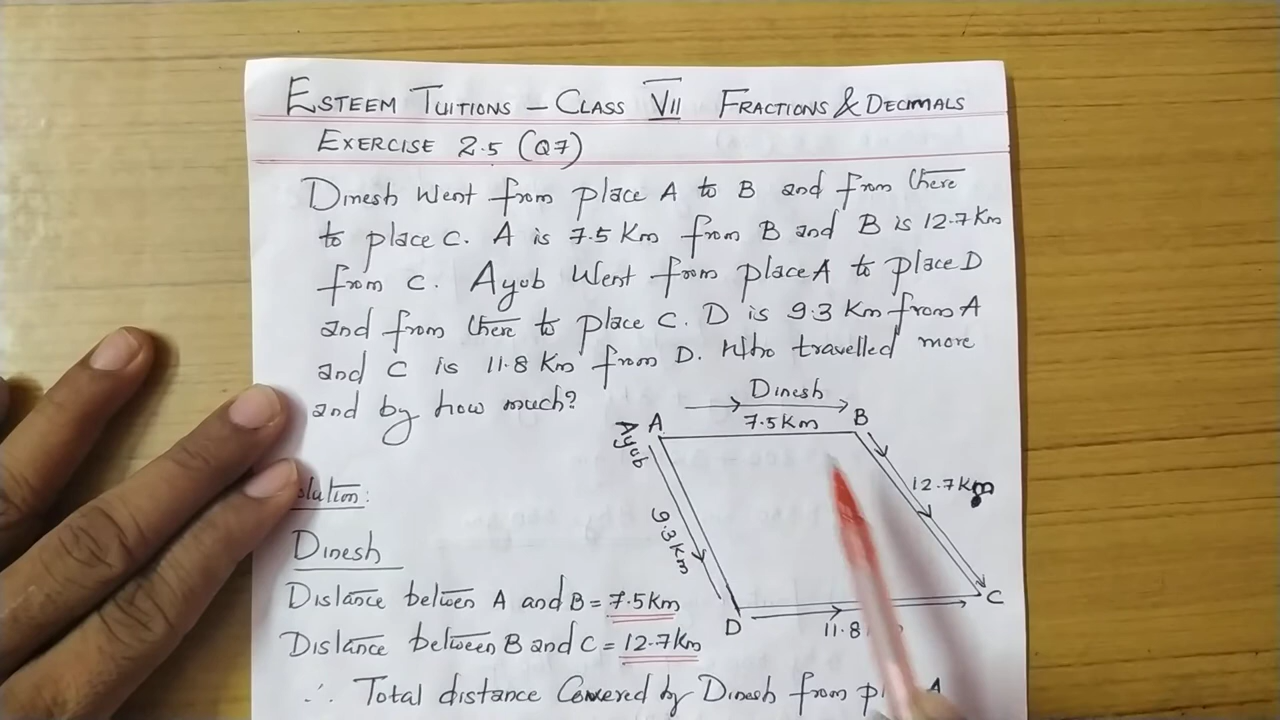 ESTEEM TUITIONS - CLASS VII FRACTIONS & DECIMALS
EXERCISE 2.5 (Q7)
Dinesh Went from place A to B and from there
to place C. A is 7.5 Km from B and B is 12.7 Km
from C. Ayub Went from place A to place D
and from there to place C. D is 9.3 Km from A
and C is 11.8 Km from D. Who travelled more
and by how much?
Dinesh
A
7.5 Km
B
Ayub
12.7 Km
9.3 Km
C
D
11.8
Dinesh
Distance between A and B = 7.5 Km
Distance between B and C = 12.7 Km
∴ Total distance Covered by Dinesh from A